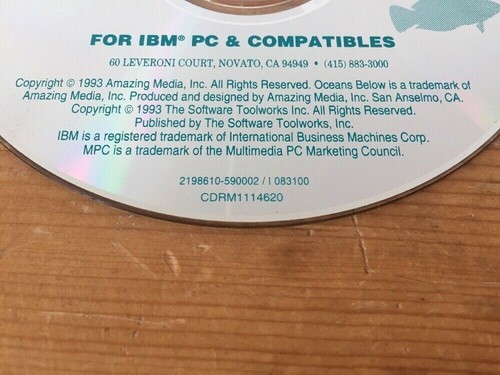 FOR IBM® PC & COMPATIBLES
60 LEVERONI COURT, NOVATO, CA 94949 • (415) 883-3000
Copyright © 1993 Amazing Media, Inc. All Rights Reserved. Oceans Below is a trademark of
Amazing Media, Inc. Produced and designed by Amazing Media, Inc. San Anselmo, CA.
Copyright © 1993 The Software Toolworks Inc. All Rights Reserved.
Published by The Software Toolworks, Inc.
IBM is a registered trademark of International Business Machines Corp.
MPC is a trademark of the Multimedia PC Marketing Council.
2198610-590002 / I 083100
CDRM1114620